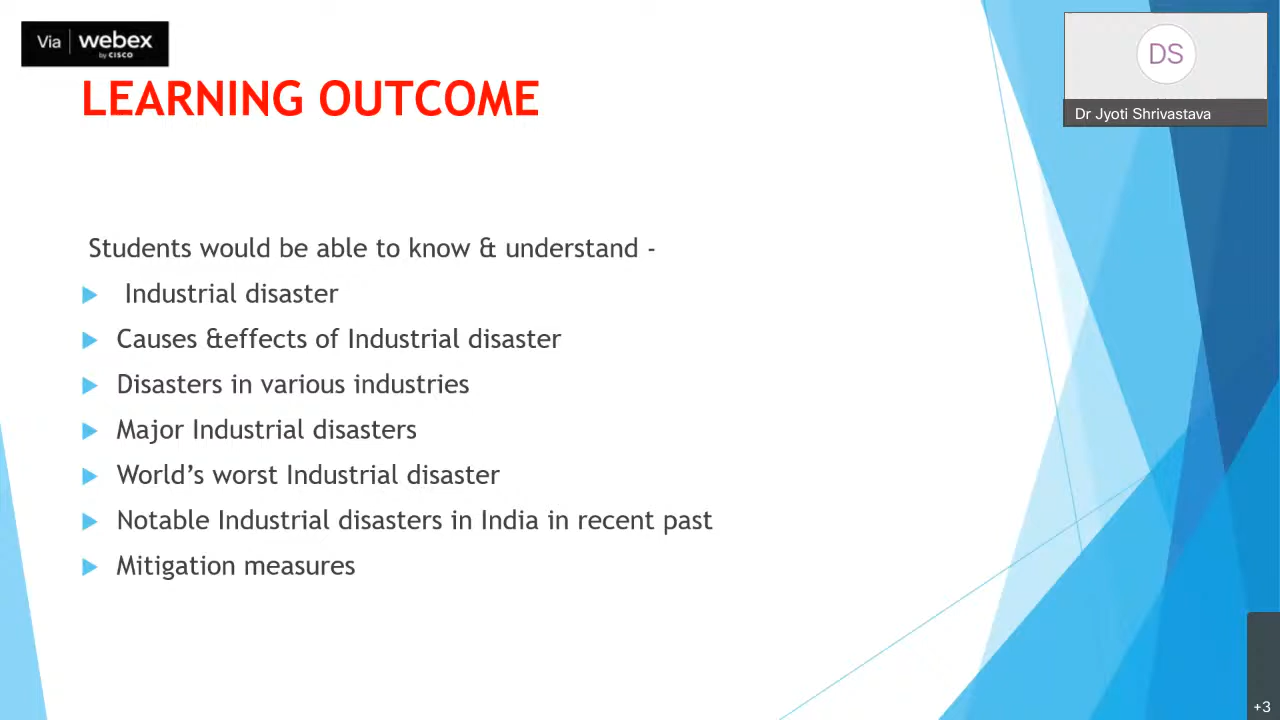 Via webex
by CISCO
DS
Dr Jyoti Shrivastava
LEARNING OUTCOME
Students would be able to know & understand -
Industrial disaster
Causes &effects of Industrial disaster
Disasters in various industries
Major Industrial disasters
World’s worst Industrial disaster
Notable Industrial disasters in India in recent past
Mitigation measures
+3